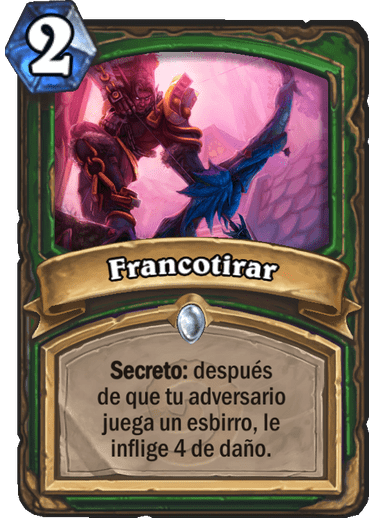 2
Francotirar
Secreto: después
de que tu adversario
juega un esbirro, le
inflige 4 de daño.